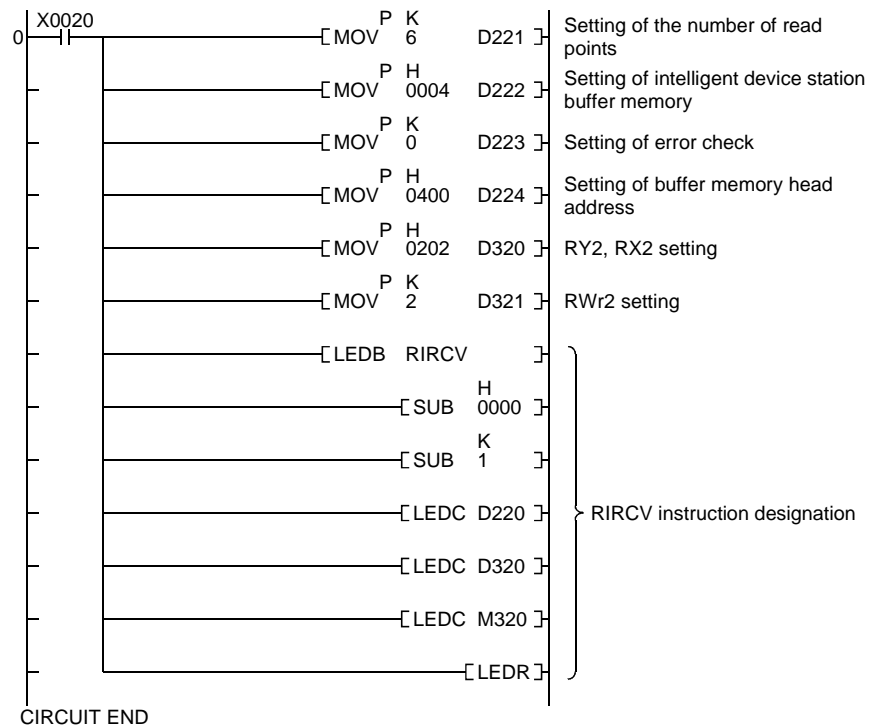 X0020
P K
0 MOV 6 D221 Setting of the number of read
points
P H
MOV 0004 D222 Setting of intelligent device station
buffer memory
P K
MOV 0 D223 Setting of error check
P H
MOV 0400 D224 Setting of buffer memory head
address
P H
MOV 0202 D320 RY2, RX2 setting
P K
MOV 2 D321 RWr2 setting
LEDB RIRCV
H
SUB 0000
K
SUB 1
LEDC D220 RIRCV instruction designation
LEDC D320
LEDC M320
LEDR
CIRCUIT END